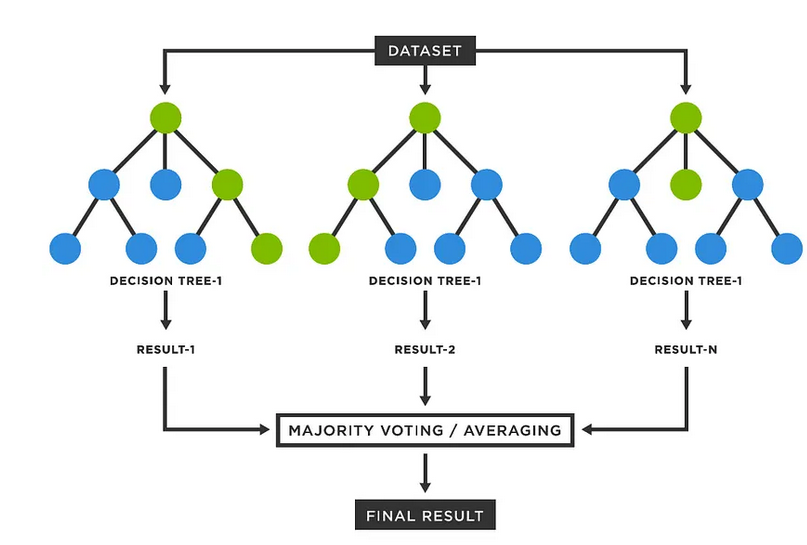 DATASET
DECISION TREE-1
DECISION TREE-1
DECISION TREE-1
RESULT-1
RESULT-2
RESULT-N
MAJORITY VOTING / AVERAGING
FINAL RESULT